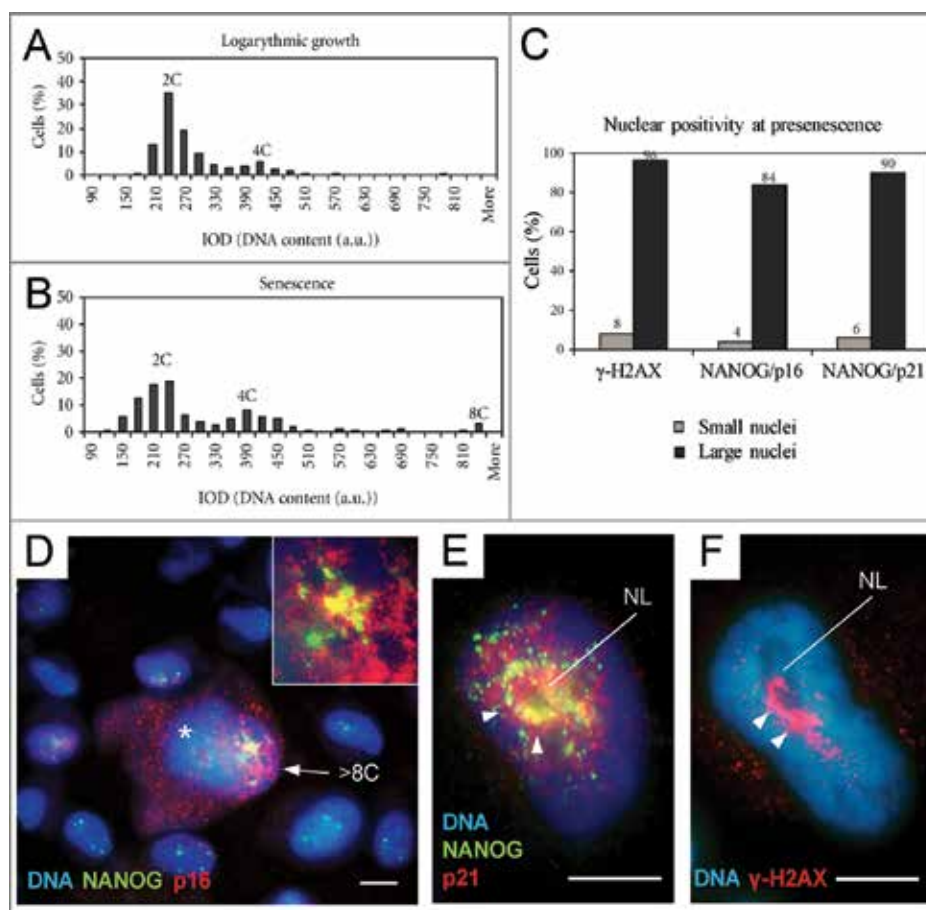 A
Logarythmic growth
Cells (%)
50
40
30
20
10
0
2C
4C
90
150
210
270
330
390
450
510
570
630
690
750
810
More
IOD (DNA content (a.u.))
B
Senescence
Cells (%)
50
40
30
20
10
0
2C
4C
8C
90
150
210
270
330
390
450
510
570
630
690
750
810
More
IOD (DNA content (a.u.))
C
Nuclear positivity at presenescence
Cells (%)
100
80
60
40
20
0
8
96
4
84
6
90
γ-H2AX
NANOG/p16
NANOG/p21
Small nuclei
Large nuclei
D
*
>8C
DNA NANOG p16
E
NL
DNA
NANOG
p21
F
NL
DNA γ-H2AX